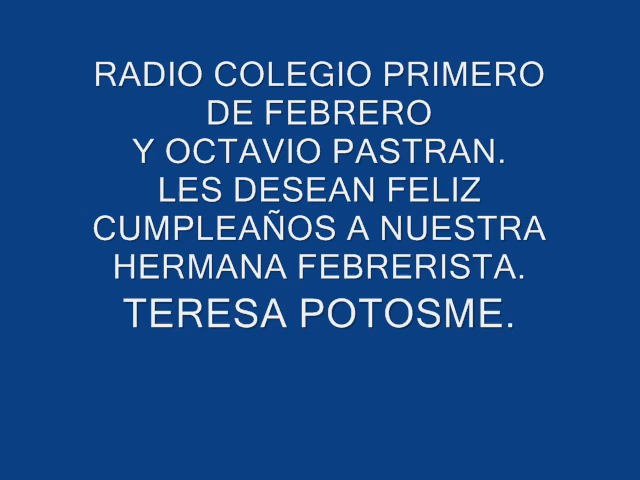 RADIO COLEGIO PRIMERO
DE FEBRERO
Y OCTAVIO PASTRAN.
LES DESEAN FELIZ
CUMPLEAÑOS A NUESTRA
HERMANA FEBRERISTA.
TERESA POTOSME.